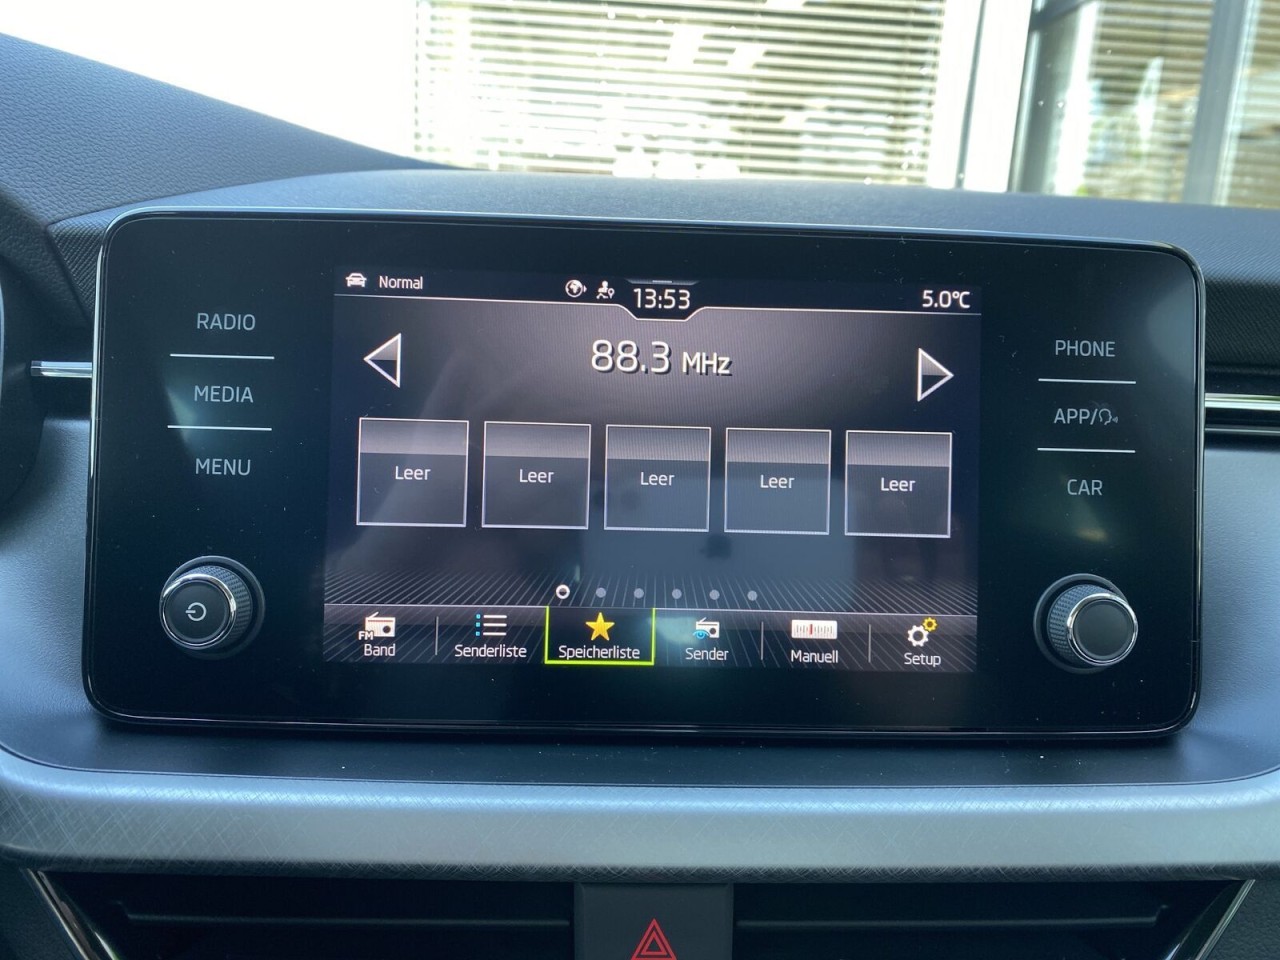 Normal
13:53
5.0°C
RADIO
MEDIA
MENU
88.3 MHz
PHONE
APP/
CAR
Leer
Leer
Leer
Leer
Leer
FM
Band
Senderliste
Speicherliste
Sender
Manuell
Setup